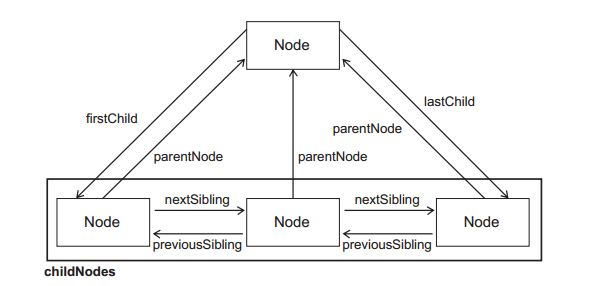 Node
firstChild
lastChild
parentNode
parentNode
parentNode
nextSibling
nextSibling
Node
Node
Node
previousSibling
previousSibling
childNodes